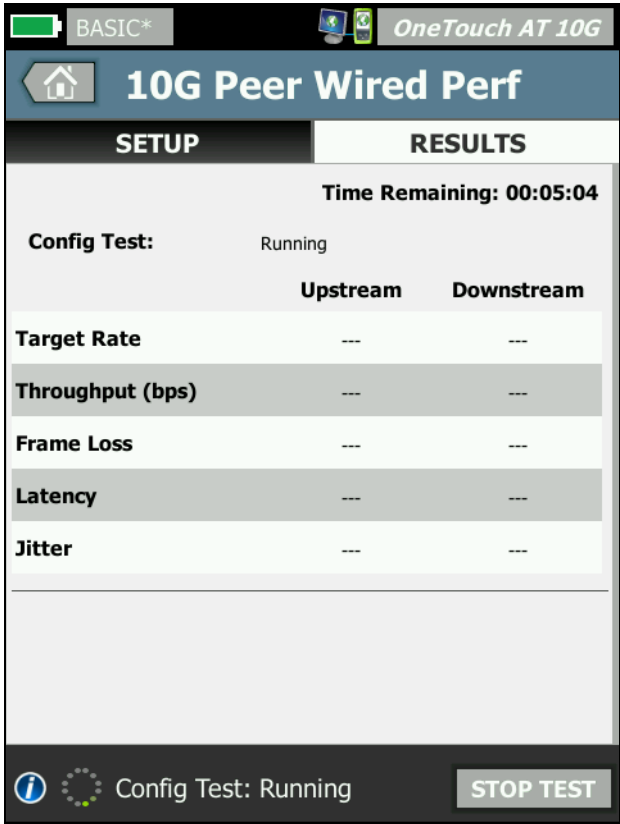 BASIC*
OneTouch AT 10G
10G Peer Wired Perf
SETUP RESULTS
Time Remaining: 00:05:04
Config Test: Running
Upstream Downstream
Target Rate --- ---
Throughput (bps) --- ---
Frame Loss --- ---
Latency --- ---
Jitter --- ---
i Config Test: Running STOP TEST